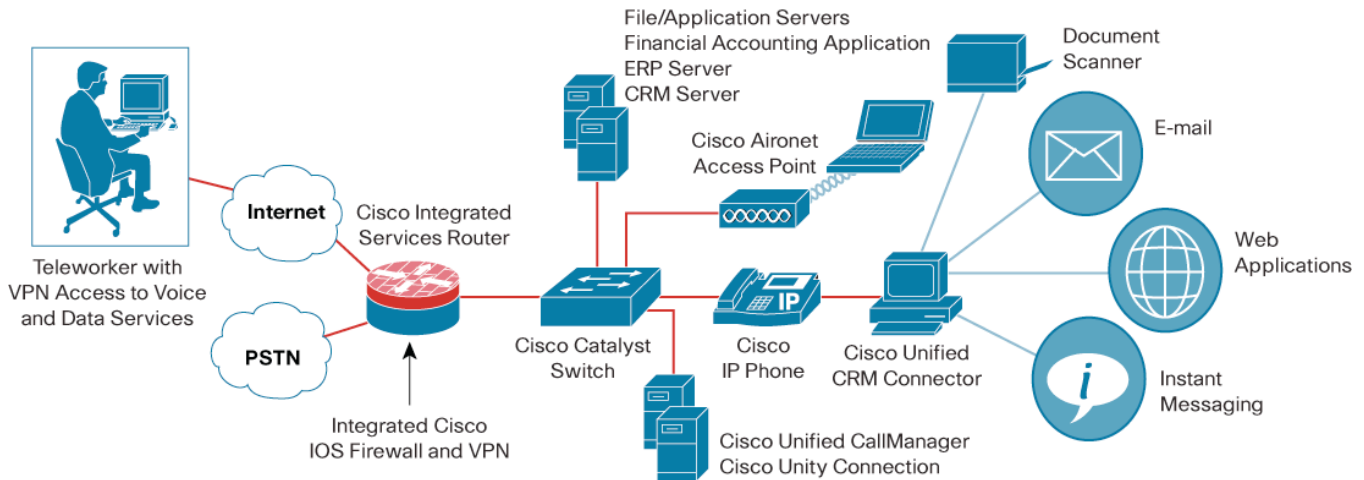 File/Application Servers
Financial Accounting Application
ERP Server
CRM Server
Document
Scanner
E-mail
Cisco Aironet
Access Point
Internet
Cisco Integrated
Services Router
Web
Applications
Teleworker with
VPN Access to Voice
and Data Services
IP
PSTN
Cisco Catalyst
Switch
Cisco
IP Phone
Cisco Unified
CRM Connector
i
Instant
Messaging
Integrated Cisco
IOS Firewall and VPN
Cisco Unified CallManager
Cisco Unity Connection